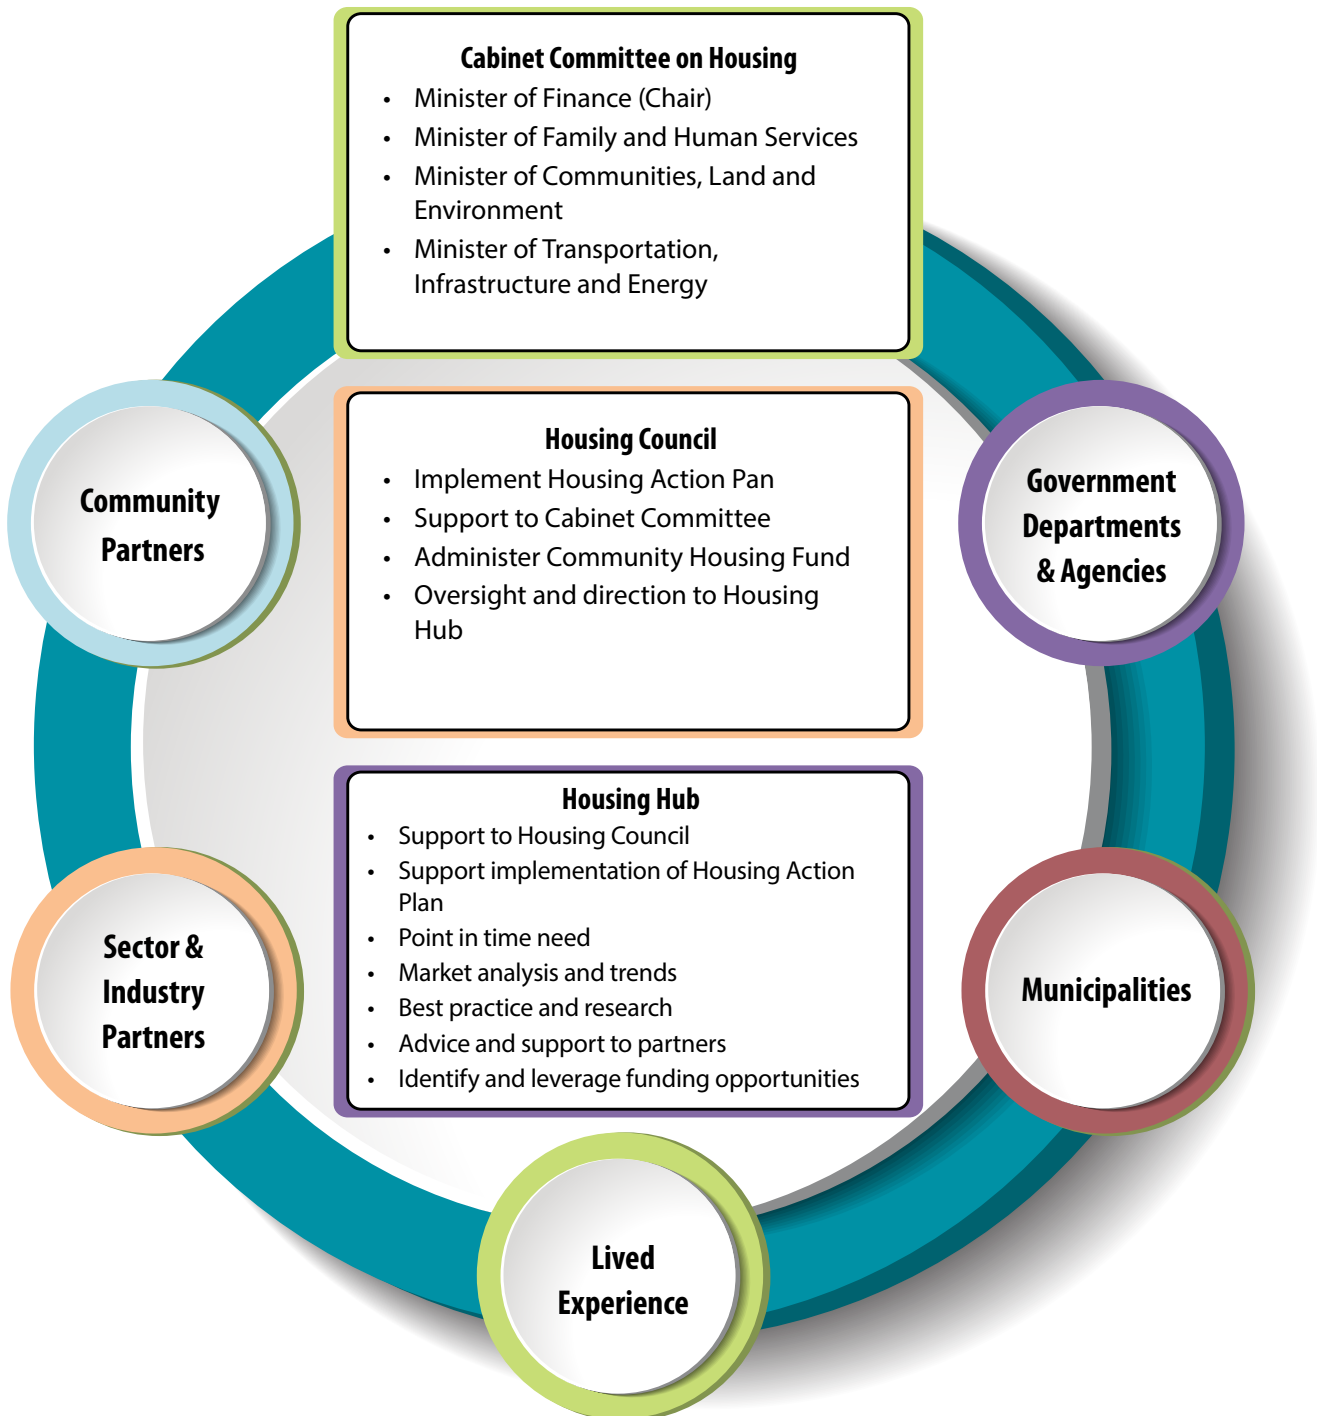 Cabinet Committee on Housing
• Minister of Finance (Chair)
• Minister of Family and Human Services
• Minister of Communities, Land and
Environment
• Minister of Transportation,
Infrastructure and Energy
Housing Council
• Implement Housing Action Pan
• Support to Cabinet Committee
• Administer Community Housing Fund
• Oversight and direction to Housing
Hub
Housing Hub
• Support to Housing Council
• Support implementation of Housing Action
Plan
• Point in time need
• Market analysis and trends
• Best practice and research
• Advice and support to partners
• Identify and leverage funding opportunities
Community
Partners
Government
Departments
& Agencies
Sector &
Industry
Partners
Municipalities
Lived
Experience